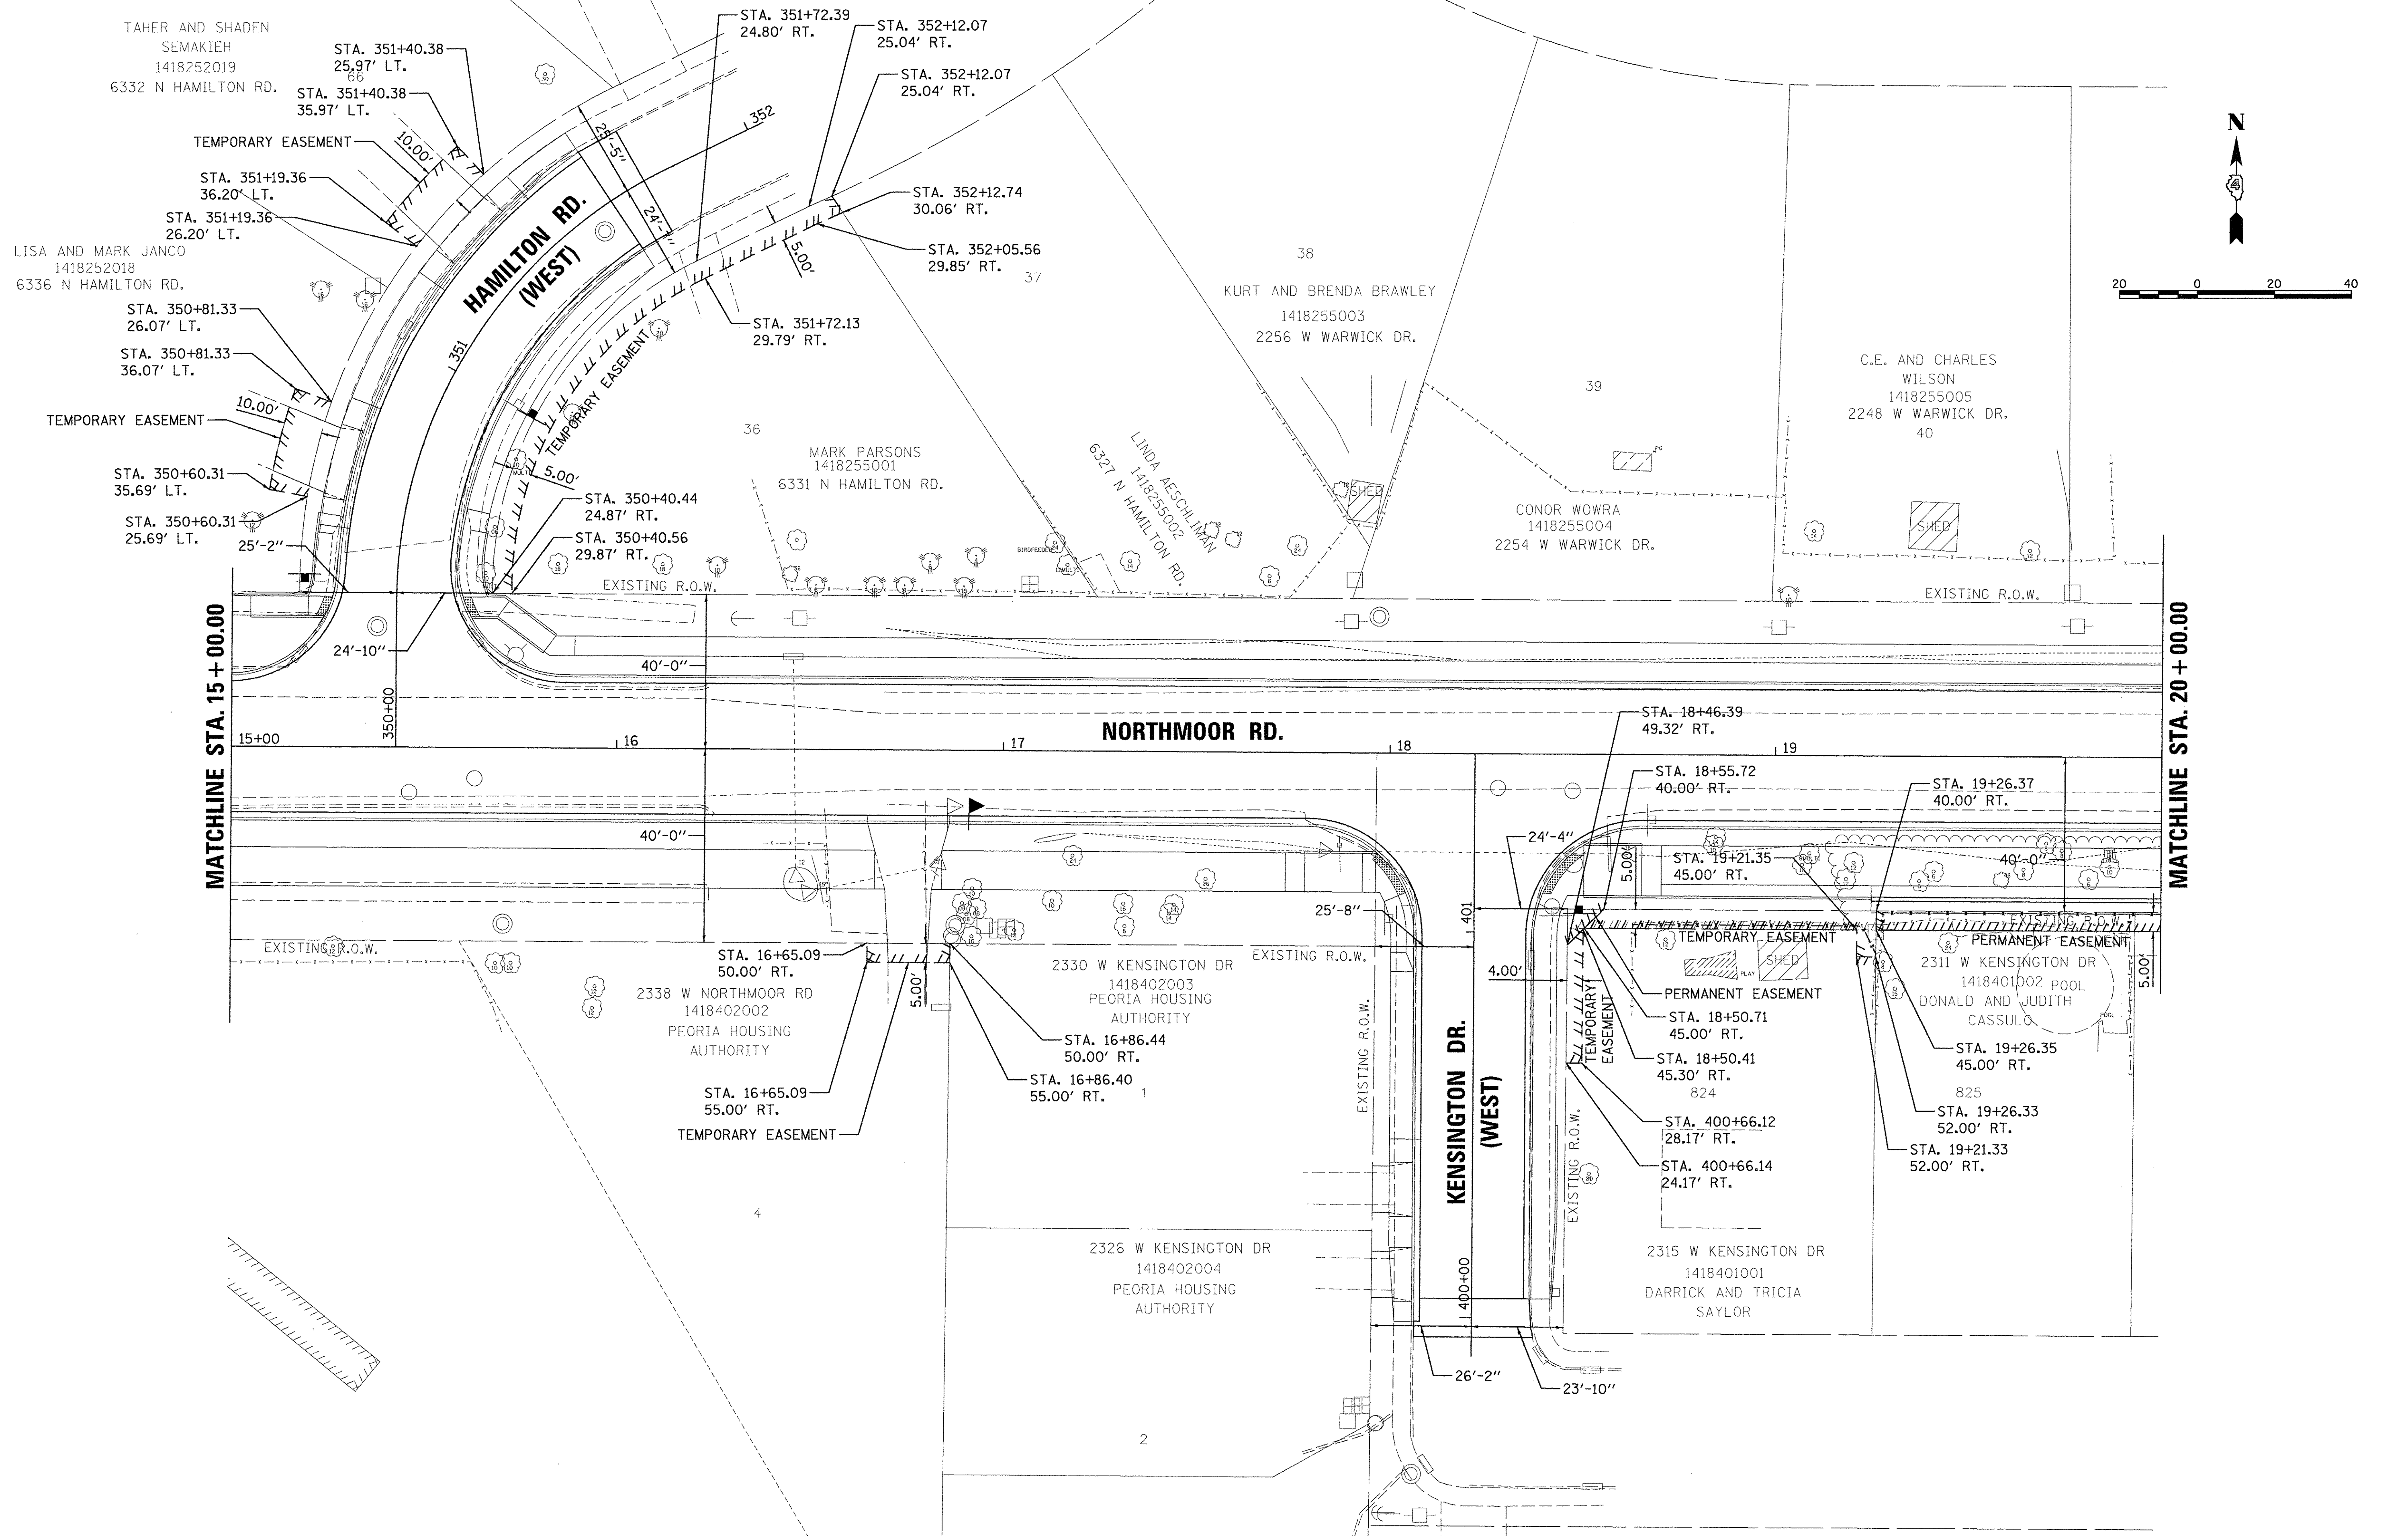 TAHER AND SHADEN
SEMAKIEH
1418252019
6332 N HAMILTON RD.
66
STA. 351+40.38
25.97' LT.
STA. 351+40.38
35.97' LT.
TEMPORARY EASEMENT
10.00'
STA. 351+19.36
36.20' LT.
STA. 351+19.36
26.20' LT.
LISA AND MARK JANCO
1418252018
6336 N HAMILTON RD.
STA. 350+81.33
26.07' LT.
STA. 350+81.33
36.07' LT.
10.00'
TEMPORARY EASEMENT
STA. 350+60.31
35.69' LT.
STA. 350+60.31
25.69' LT.
25'-2"
24'-10"
HAMILTON RD.
(WEST)
350+00
351
352
25'-5"
STA. 351+72.39
24.80' RT.
STA. 352+12.07
25.04' RT.
STA. 352+12.07
25.04' RT.
STA. 352+12.74
30.06' RT.
STA. 352+05.56
29.85' RT.
5.00'
STA. 351+72.13
29.79' RT.
TEMPORARY EASEMENT
5.00'
STA. 350+40.44
24.87' RT.
STA. 350+40.56
29.87' RT.
EXISTING R.O.W.
36
MARK PARSONS
1418255001
6331 N HAMILTON RD.
37
LINDA AESCHLIMAN
1418255002
6327 N HAMILTON RD.
BIRDFEEDER
38
KURT AND BRENDA BRAWLEY
1418255003
2256 W WARWICK DR.
SHED
39
CONOR WOWRA
1418255004
2254 W WARWICK DR.
C.E. AND CHARLES
WILSON
1418255005
2248 W WARWICK DR.
40
SHED
EXISTING R.O.W.
N
4
20 0 20 40
MATCHLINE STA. 15+00.00
MATCHLINE STA. 20+00.00
40'-0"
15+00
16
17
18
19
NORTHMOOR RD.
40'-0"
EXISTING R.O.W.
STA. 16+65.09
50.00' RT.
2338 W NORTHMOOR RD
1418402002
PEORIA HOUSING
AUTHORITY
STA. 16+65.09
55.00' RT.
TEMPORARY EASEMENT
5.00'
2330 W KENSINGTON DR
1418402003
PEORIA HOUSING
AUTHORITY
STA. 16+86.44
50.00' RT.
STA. 16+86.40
55.00' RT.
1
4
2326 W KENSINGTON DR
1418402004
PEORIA HOUSING
AUTHORITY
2
EXISTING R.O.W.
EXISTING R.O.W.
25'-8"
24'-4"
401
400+00
KENSINGTON DR.
(WEST)
26'-2"
23'-10"
4.00'
TEMPORARY
EASEMENT
EXISTING R.O.W.
STA. 18+46.39
49.32' RT.
STA. 18+55.72
40.00' RT.
5.00'
STA. 19+21.35
45.00' RT.
STA. 19+26.37
40.00' RT.
40'-0"
EXISTING R.O.W.
TEMPORARY EASEMENT
PERMANENT EASEMENT
SHED
PLAY
PERMANENT EASEMENT
STA. 18+50.71
45.00' RT.
STA. 18+50.41
45.30' RT.
824
STA. 400+66.12
28.17' RT.
STA. 400+66.14
24.17' RT.
2315 W KENSINGTON DR
1418401001
DARRICK AND TRICIA
SAYLOR
2311 W KENSINGTON DR
1418401002
POOL
DONALD AND JUDITH
CASSULO
POOL
5.00'
STA. 19+26.35
45.00' RT.
825
STA. 19+26.33
52.00' RT.
STA. 19+21.33
52.00' RT.